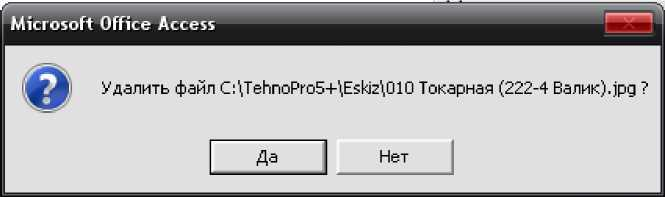 Microsoft Office Access
Удалить файл C:\TehnoPro5+\Eskiz\010 Токарная (222-4 Валик).jpg ?
Да
Нет